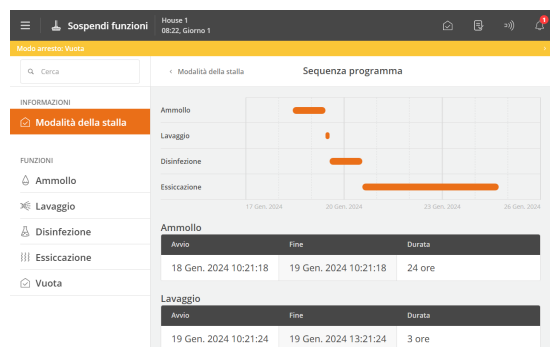 Sospendi funzioni
House 1
08:22, Giorno 1
1
Modo arresto: Vuota
Cerca
INFORMAZIONI
Modalità della stalla
FUNZIONI
Ammollo
Lavaggio
Disinfezione
Essiccazione
Vuota
Modalità della stalla
Sequenza programma
Ammollo
Lavaggio
Disinfezione
Essiccazione
17 Gen. 2024 20 Gen. 2024 23 Gen. 2024 26 Gen. 2024
Ammollo
Avvio Fine Durata
18 Gen. 2024 10:21:18 19 Gen. 2024 10:21:18 24 ore
Lavaggio
Avvio Fine Durata
19 Gen. 2024 10:21:24 19 Gen. 2024 13:21:24 3 ore